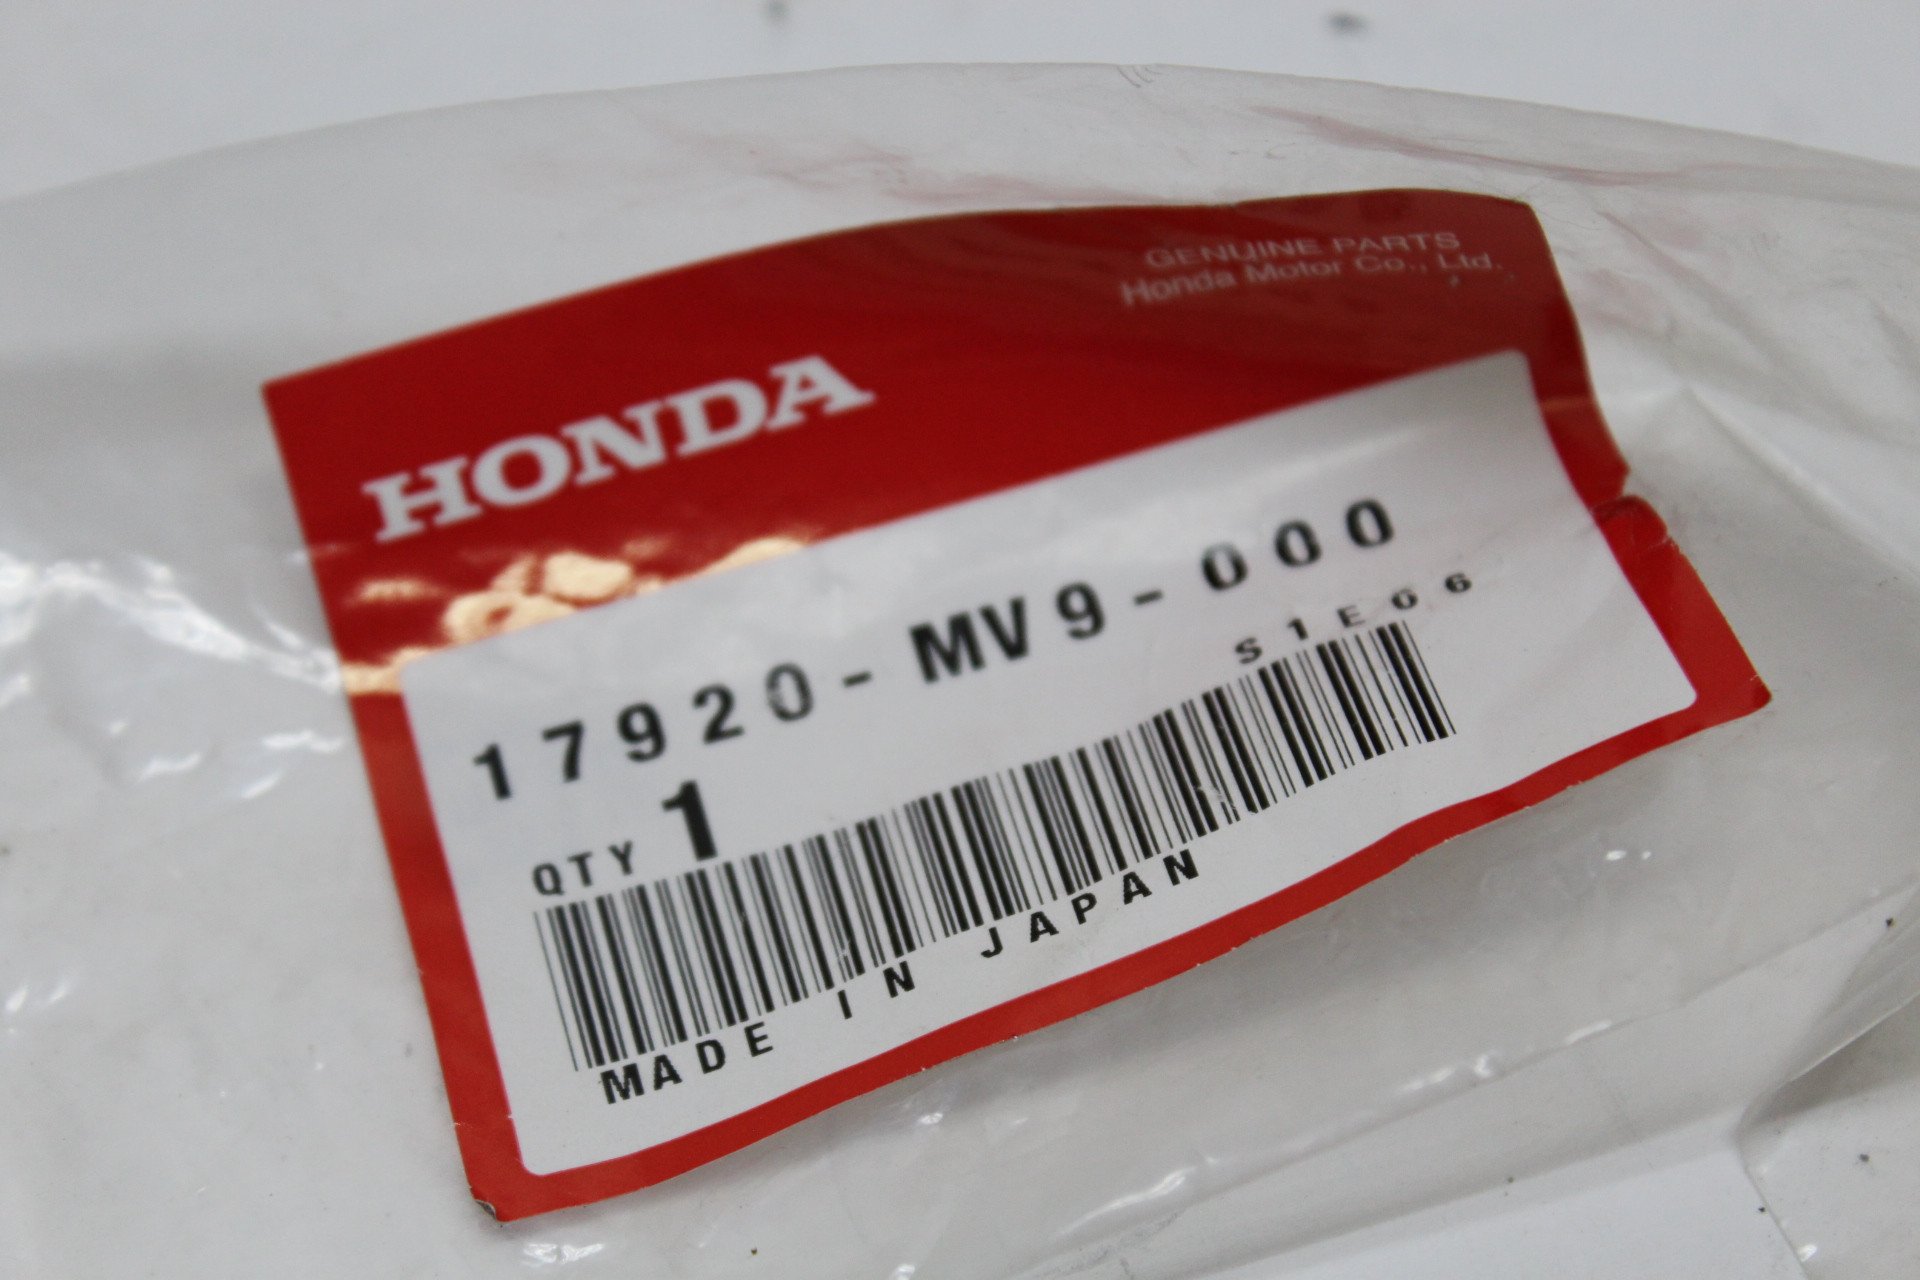 GENUINE PARTS
Honda Motor Co., Ltd.
HONDA
17920-MV9-000
S1E06
QTY 1
MADE IN JAPAN